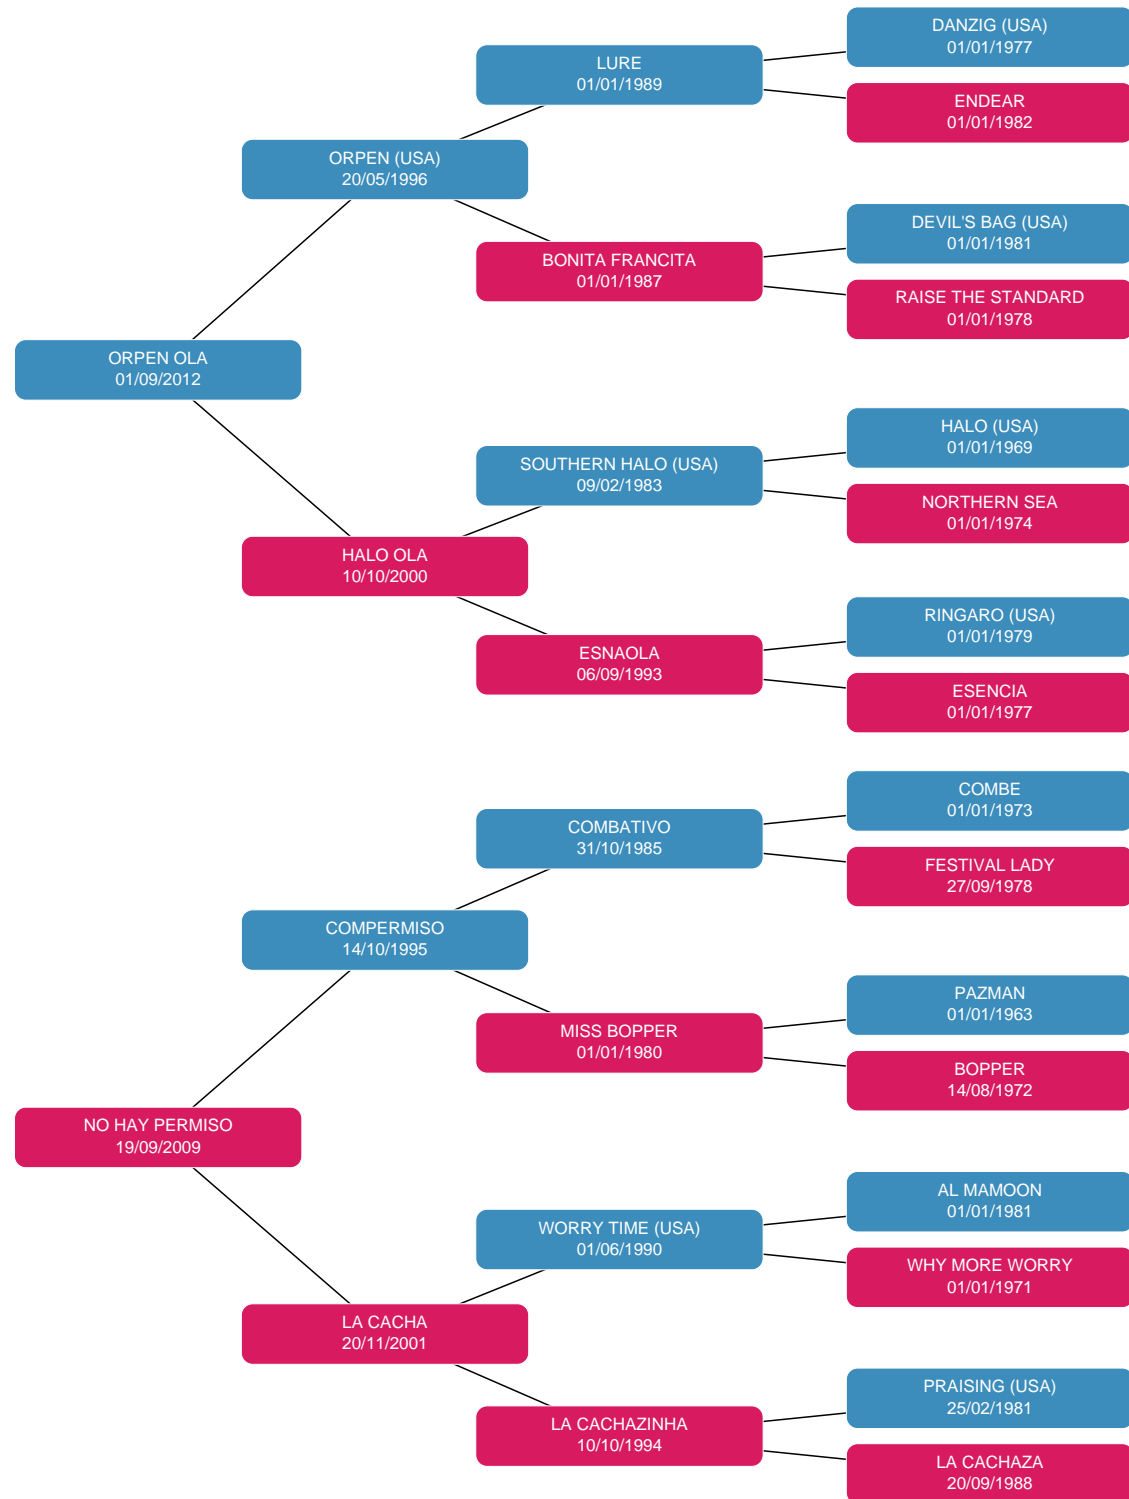 DANZIG (USA)
01/01/1977
LURE
01/01/1989
ENDEAR
01/01/1982
ORPEN (USA)
20/05/1996
DEVIL'S BAG (USA)
01/01/1981
BONITA FRANCITA
01/01/1987
RAISE THE STANDARD
01/01/1978
ORPEN OLA
01/09/2012
HALO (USA)
01/01/1969
SOUTHERN HALO (USA)
09/02/1983
NORTHERN SEA
01/01/1974
HALO OLA
10/10/2000
RINGARO (USA)
01/01/1979
ESNAOLA
06/09/1993
ESENCIA
01/01/1977
COMBE
01/01/1973
COMBATIVO
31/10/1985
FESTIVAL LADY
27/09/1978
COMPERMISO
14/10/1995
PAZMAN
01/01/1963
MISS BOPPER
01/01/1980
BOPPER
14/08/1972
NO HAY PERMISO
19/09/2009
AL MAMOON
01/01/1981
WORRY TIME (USA)
01/06/1990
WHY MORE WORRY
01/01/1971
LA CACHA
20/11/2001
PRAISING (USA)
25/02/1981
LA CACHAZINHA
10/10/1994
LA CACHAZA
20/09/1988